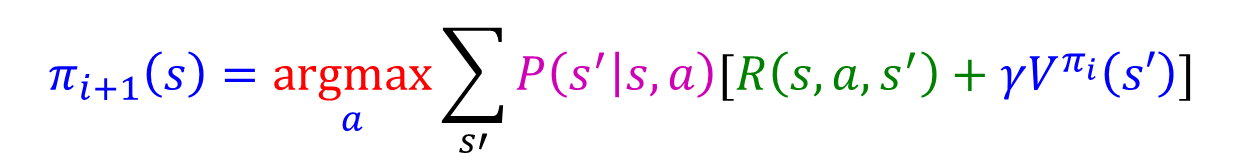 π_{i+1}(s) = argmax_a ∑_{s′} P(s′|s, a)[R(s, a, s′) + γV^{π_i}(s′)]